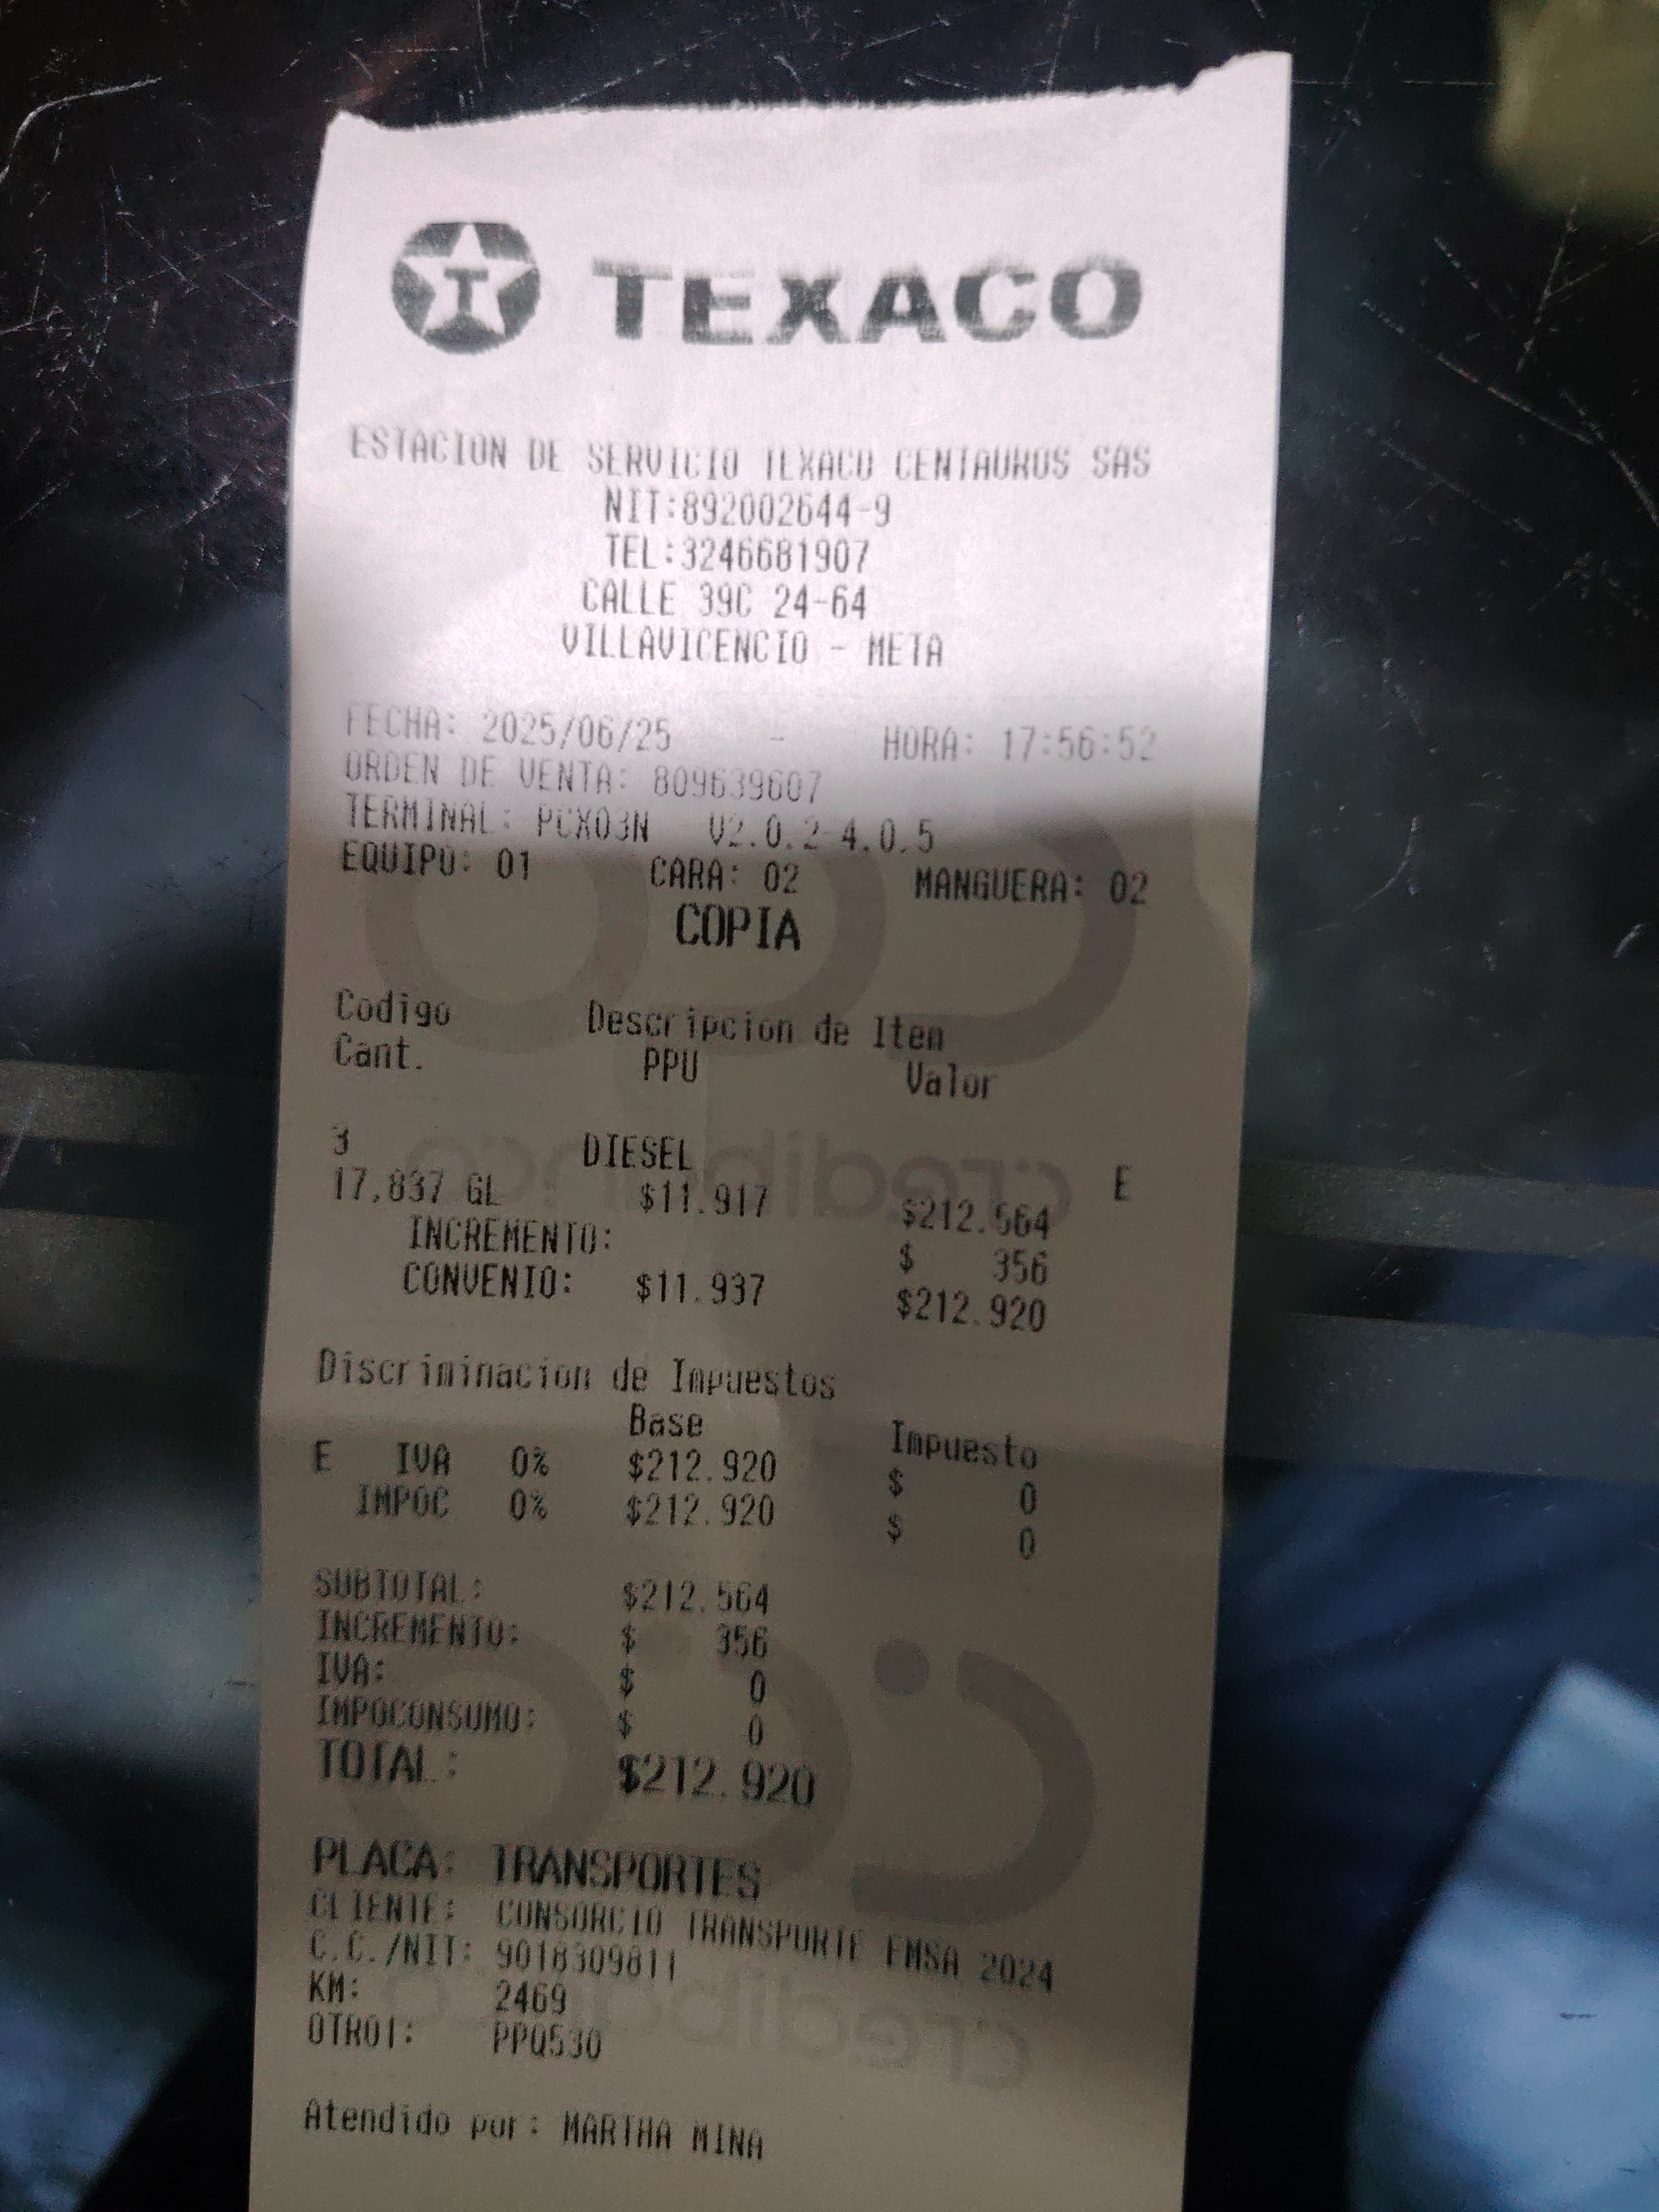 TEXACO
ESTACION DE SERVICIO TEXACO CENTAUROS SAS
NIT:892002644-9
TEL:3246681907
CALLE 39C 24-64
VILLAVICENCIO - META
FECHA: 2025/06/25 - HORA: 17:56:52
ORDEN DE VENTA: 809639607
TERMINAL: PCX03N V2.0.2-4.0.5
EQUIPO: 01 CARA: 02 MANGUERA: 02
COPIA
Codigo Descripcion de Item
Cant. PPU Valor
3 DIESEL E
17,837 GL $11.917 $212.564
INCREMENTO: $ 356
CONVENIO: $11.937 $212.920
Discriminacion de Impuestos
Base Impuesto
E IVA 0% $212.920 $ 0
IMPOC 0% $212.920 $ 0
SUBTOTAL: $212.564
INCREMENTO: $ 356
IVA: $ 0
IMPOCONSUMO: $ 0
TOTAL: $212.920
PLACA: TRANSPORTES
CLIENTE: CONSORCIO TRANSPORTE EMSA 2024
C.C./NIT: 9018309811
KM: 2469
OTRO1: PPQ530
Atendido por: MARTHA MINA